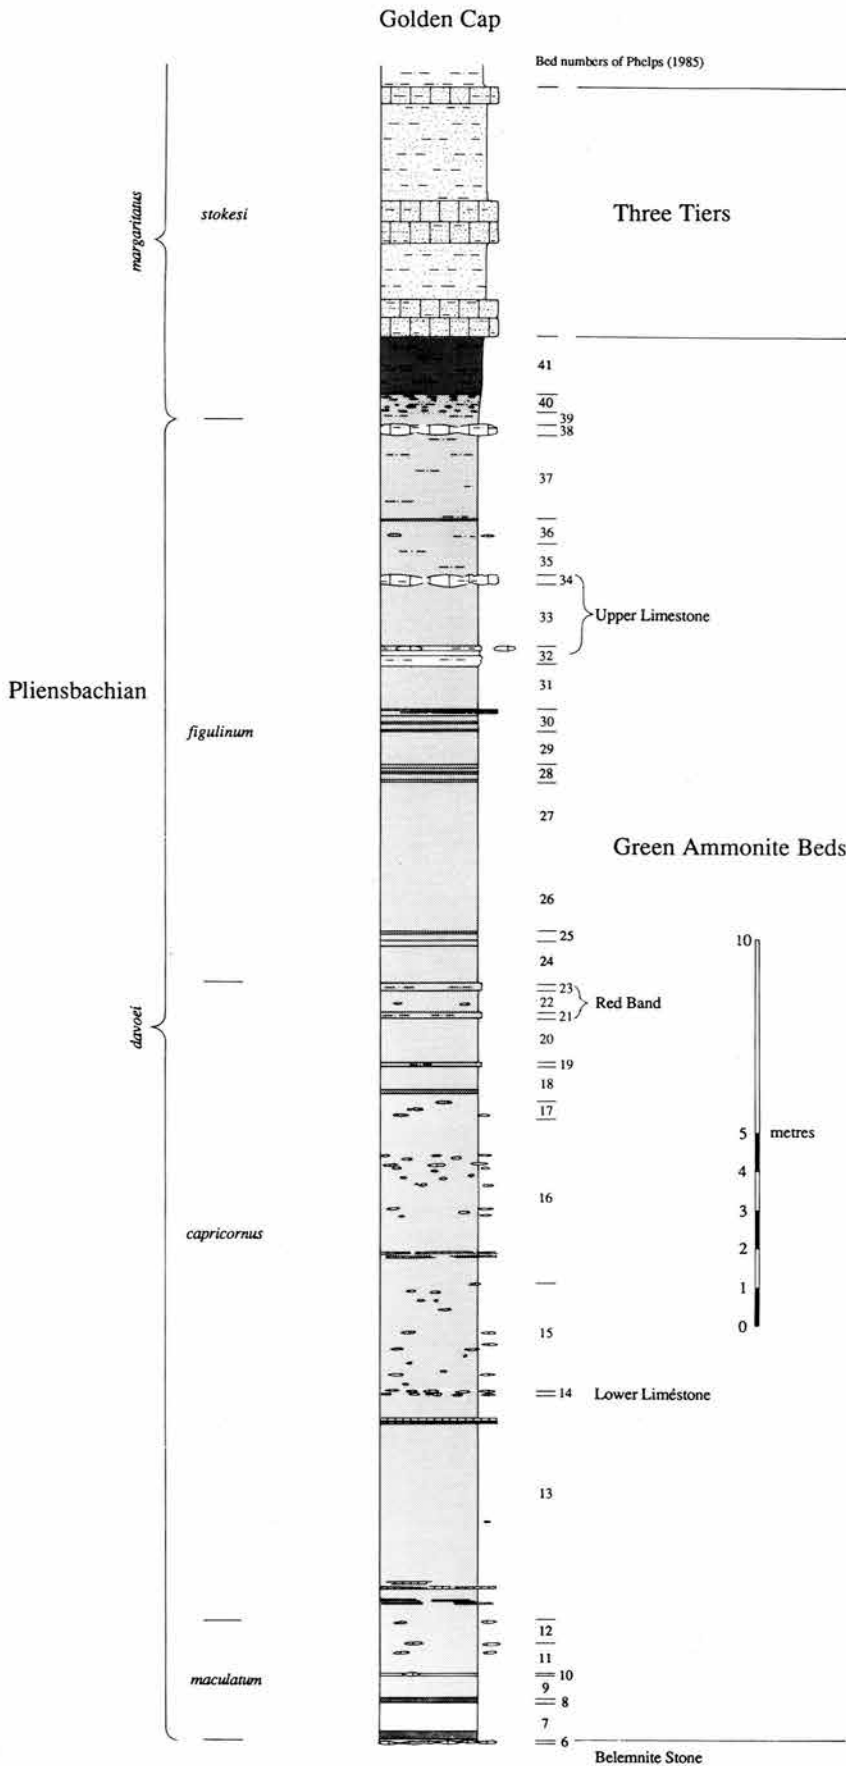 Golden Cap
Bed numbers of Phelps (1985)
margaritatus
stokesi
Three Tiers
41
40
39
38
37
36
35
34
33
Upper Limestone
32
31
Pliensbachian
30
figulinum
29
28
27
Green Ammonite Beds
26
25
10
24
23
22
Red Band
21
davoei
20
19
18
17
5
metres
4
16
3
capricornus
2
1
15
0
14
Lower Liméstone
13
12
11
10
maculatum
9
8
7
6
Belemnite Stone